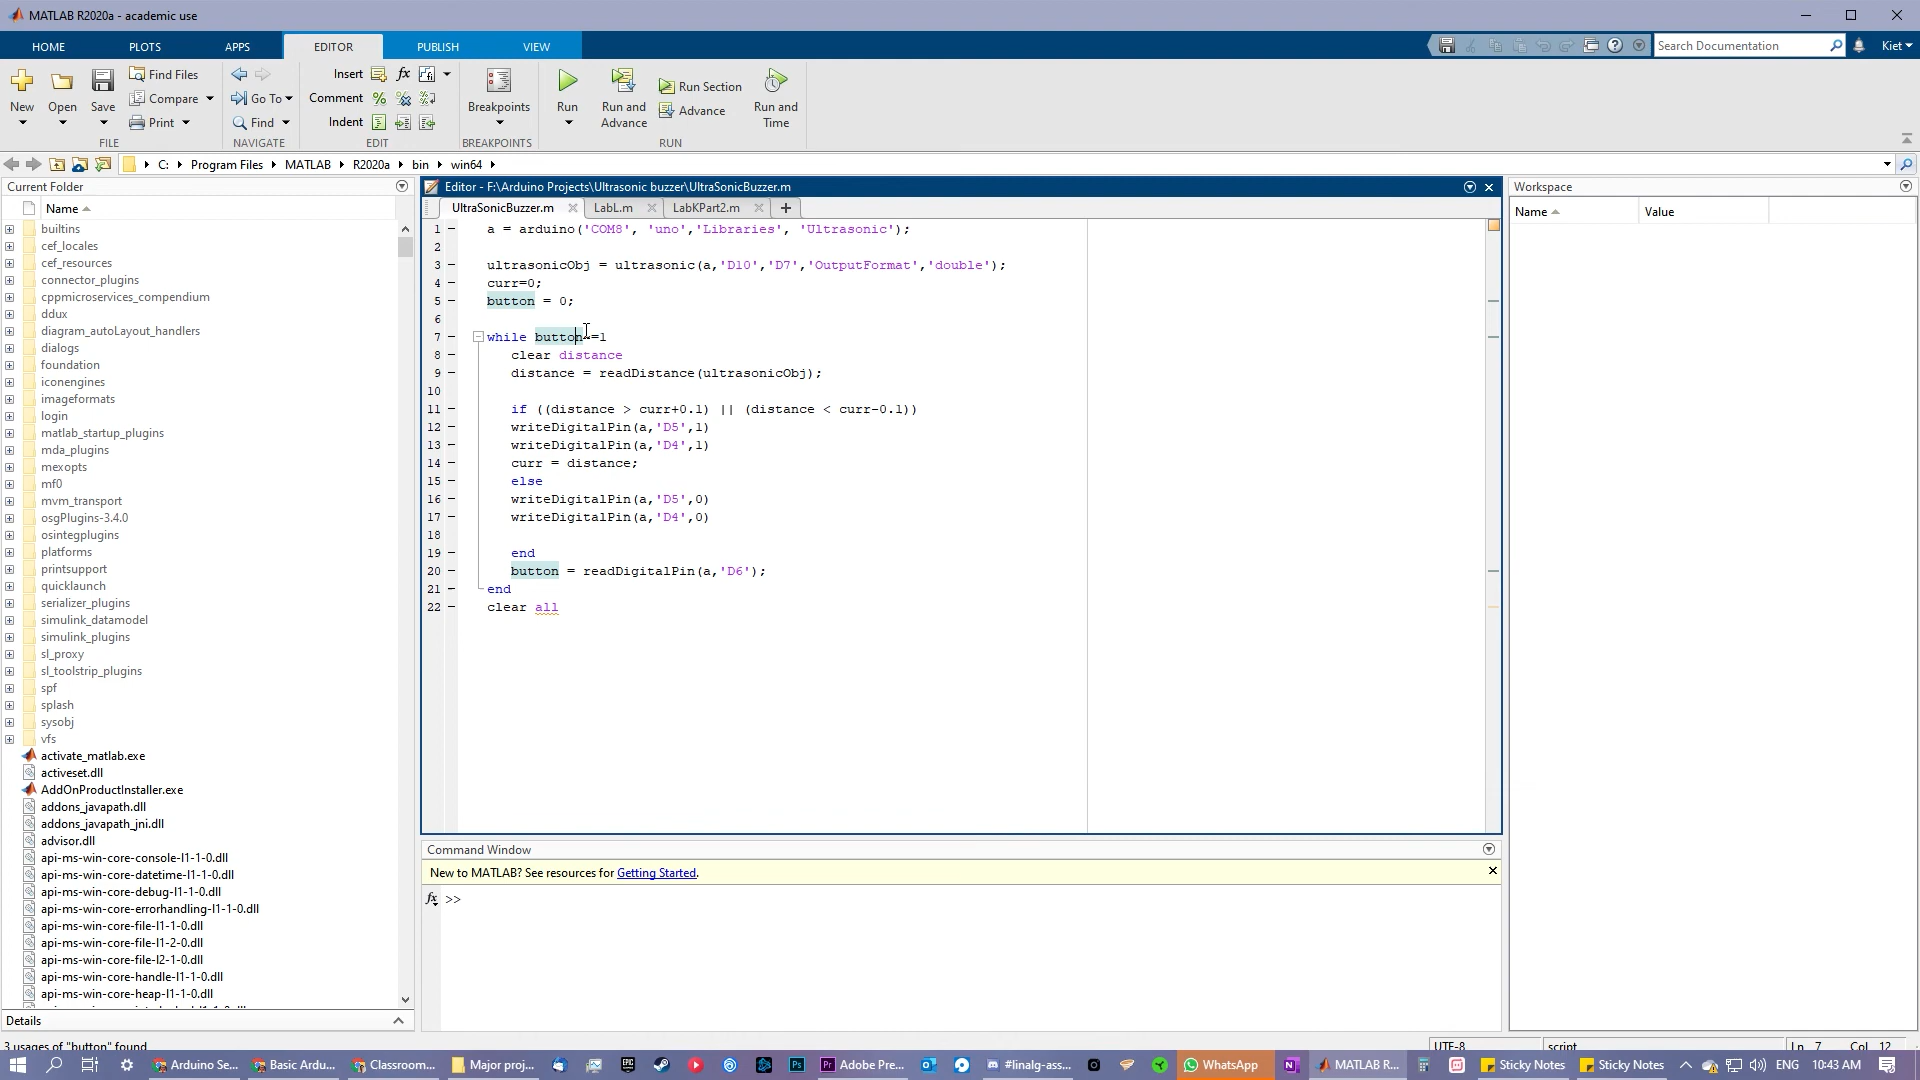 MATLAB R2020a - academic use
HOME PLOTS APPS EDITOR PUBLISH VIEW
Search Documentation Kiet
New Open Save Find Files Compare Print
Go To Find
Insert Comment Indent
Breakpoints Run Run and Advance Run Section Advance Run and Time
FILE NAVIGATE EDIT BREAKPOINTS RUN
C: Program Files MATLAB R2020a bin win64
Current Folder
Name
builtins
cef_locales
cef_resources
connector_plugins
cppmicroservices_compendium
ddux
diagram_autoLayout_handlers
dialogs
foundation
iconengines
imageformats
login
matlab_startup_plugins
mda_plugins
mexopts
mf0
mvm_transport
osgPlugins-3.4.0
osintegplugins
platforms
printsupport
quicklaunch
serializer_plugins
simulink_datamodel
simulink_plugins
sl_proxy
sl_toolstrip_plugins
spf
splash
sysobj
vfs
activate_matlab.exe
activeset.dll
AddOnProductInstaller.exe
addons_javapath.dll
addons_javapath_jni.dll
advisor.dll
api-ms-win-core-console-l1-1-0.dll
api-ms-win-core-datetime-l1-1-0.dll
api-ms-win-core-debug-l1-1-0.dll
api-ms-win-core-errorhandling-l1-1-0.dll
api-ms-win-core-file-l1-1-0.dll
api-ms-win-core-file-l1-2-0.dll
api-ms-win-core-file-l2-1-0.dll
api-ms-win-core-handle-l1-1-0.dll
api-ms-win-core-heap-l1-1-0.dll
Details
Editor - F:\Arduino Projects\Ultrasonic buzzer\UltraSonicBuzzer.m
UltraSonicBuzzer.m LabL.m LabKPart2.m +
1 – a = arduino('COM8', 'uno','Libraries', 'Ultrasonic');
2
3 – ultrasonicObj = ultrasonic(a,'D10','D7','OutputFormat','double');
4 – curr=0;
5 – button = 0;
6
7 – while button~=1
8 – clear distance
9 – distance = readDistance(ultrasonicObj);
10
11 – if ((distance > curr+0.1) || (distance < curr-0.1))
12 – writeDigitalPin(a,'D5',1)
13 – writeDigitalPin(a,'D4',1)
14 – curr = distance;
15 – else
16 – writeDigitalPin(a,'D5',0)
17 – writeDigitalPin(a,'D4',0)
18
19 – end
20 – button = readDigitalPin(a,'D6');
21 – end
22 – clear all
Command Window
New to MATLAB? See resources for Getting Started.
fx >>
Workspace
Name Value
3 usages of "button" found
UTF-8 script Ln 7 Col 12
Arduino Se... Basic Ardu... Classroom... Major proj... Adobe Pre... #finalg-ass... WhatsApp MATLAB R... Sticky Notes Sticky Notes ENG 10:43 AM